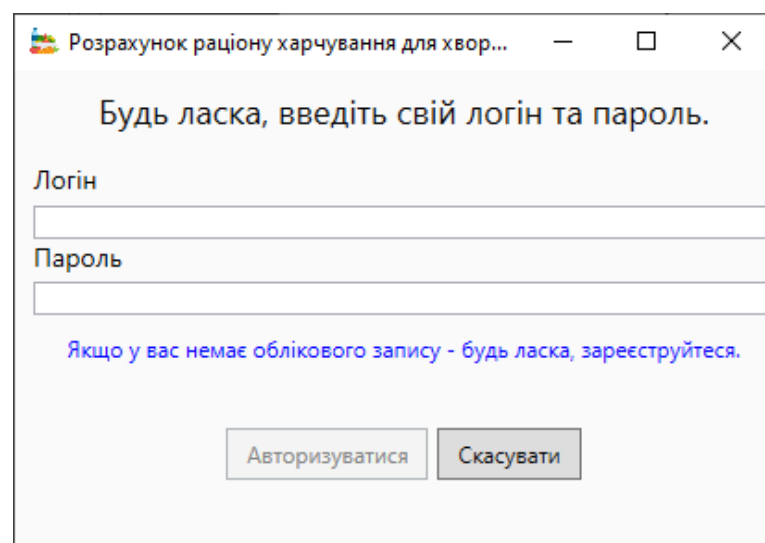 Розрахунок раціону харчування для хвор...
Будь ласка, введіть свій логін та пароль.
Логін
Пароль
Якщо у вас немає облікового запису - будь ласка, зареєструйтеся.
Авторизуватися Скасувати